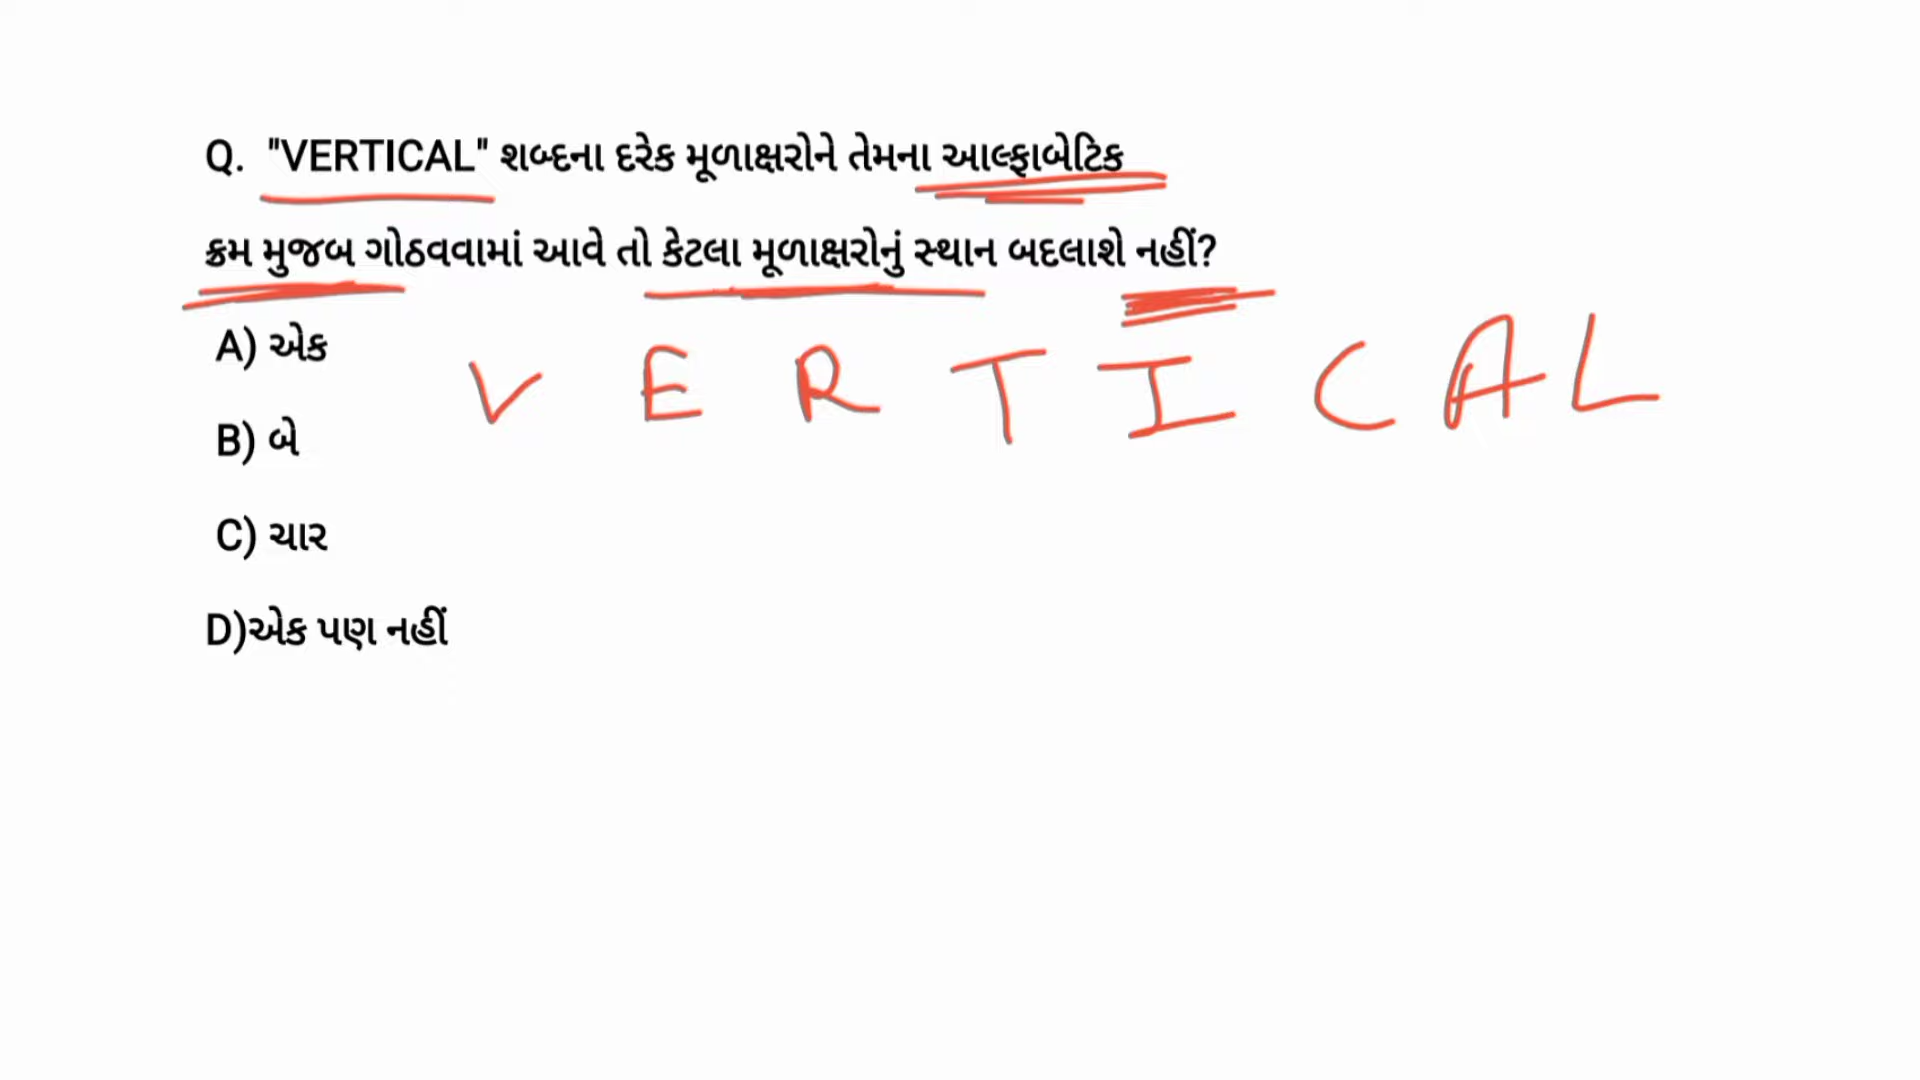 Q. "VERTICAL" શબ્દના દરેક મૂળાક્ષરોને તેમના આલ્ફાબેટિક
ક્રમ મુજબ ગોઠવવામાં આવે તો કેટલા મૂળાક્ષરોનું સ્થાન બદલાશે નહીં?
A) એક
V E R T I C A L
B) બે
C) ચાર
D)એક પણ નહીં